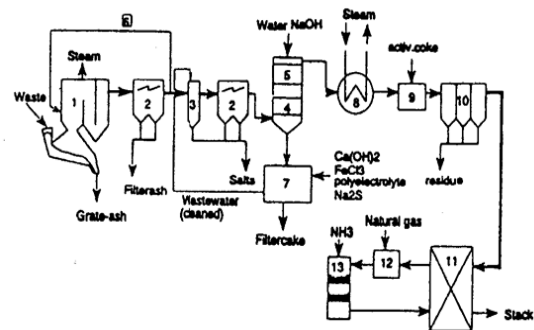 Water NaOH
Steam
Steam
activ.coke
Waste
1
2
3
2
5
4
8
9
10
Filterash
Salts
7
Ca(OH)2
FeCl3
polyelectrolyte
Na2S
residue
Grate-ash
Wastewater
(cleaned)
Filtercake
Natural gas
NH3
13
12
11
Stack